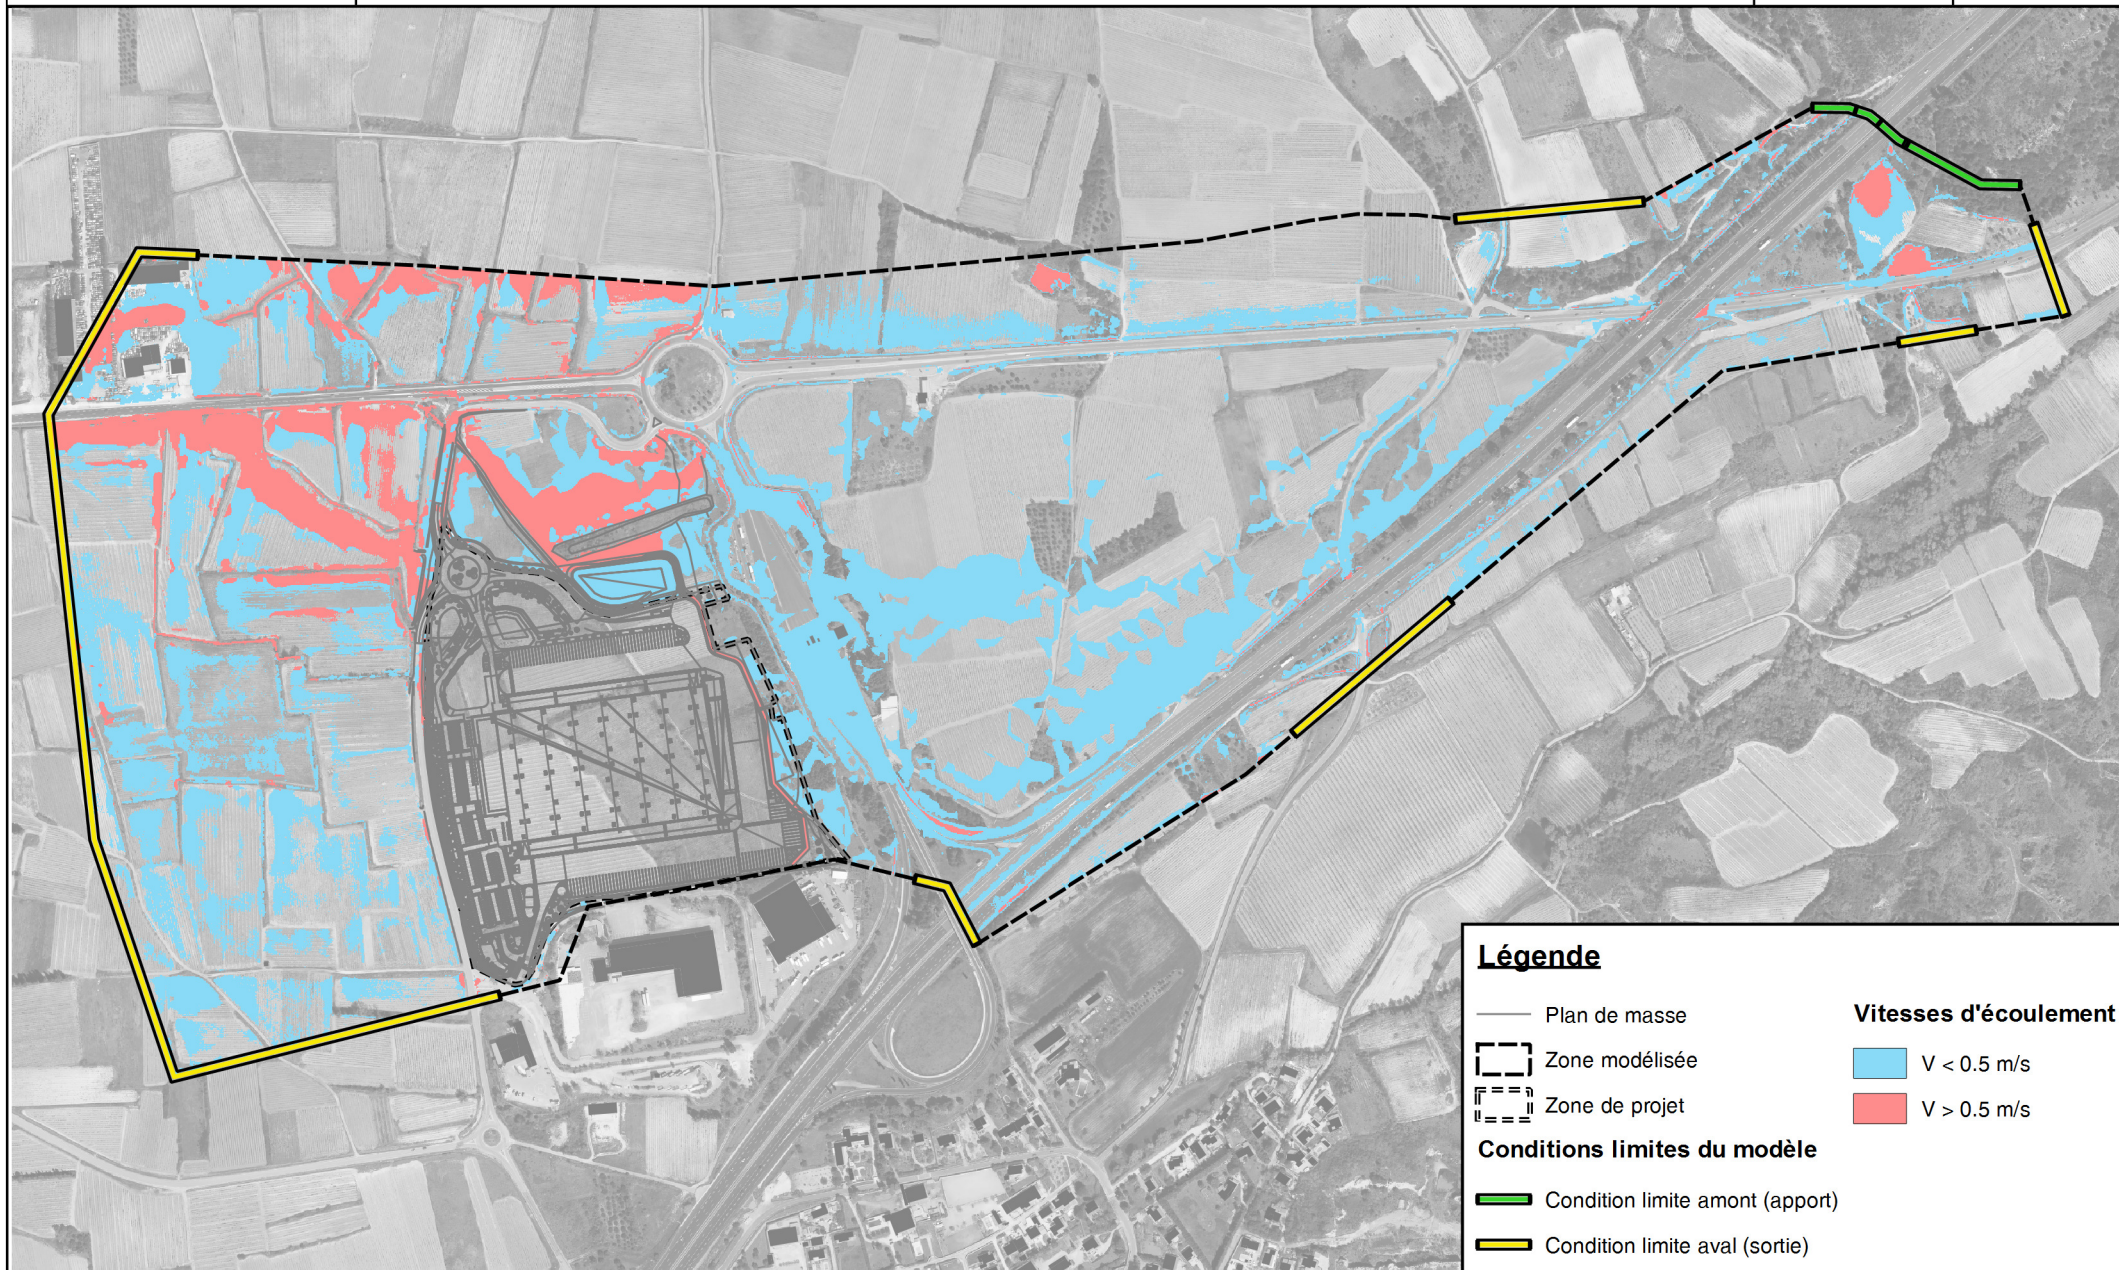 Légende
Plan de masse
Zone modélisée
Zone de projet
Conditions limites du modèle
Condition limite amont (apport)
Condition limite aval (sortie)
Vitesses d'écoulement
V < 0.5 m/s
V > 0.5 m/s